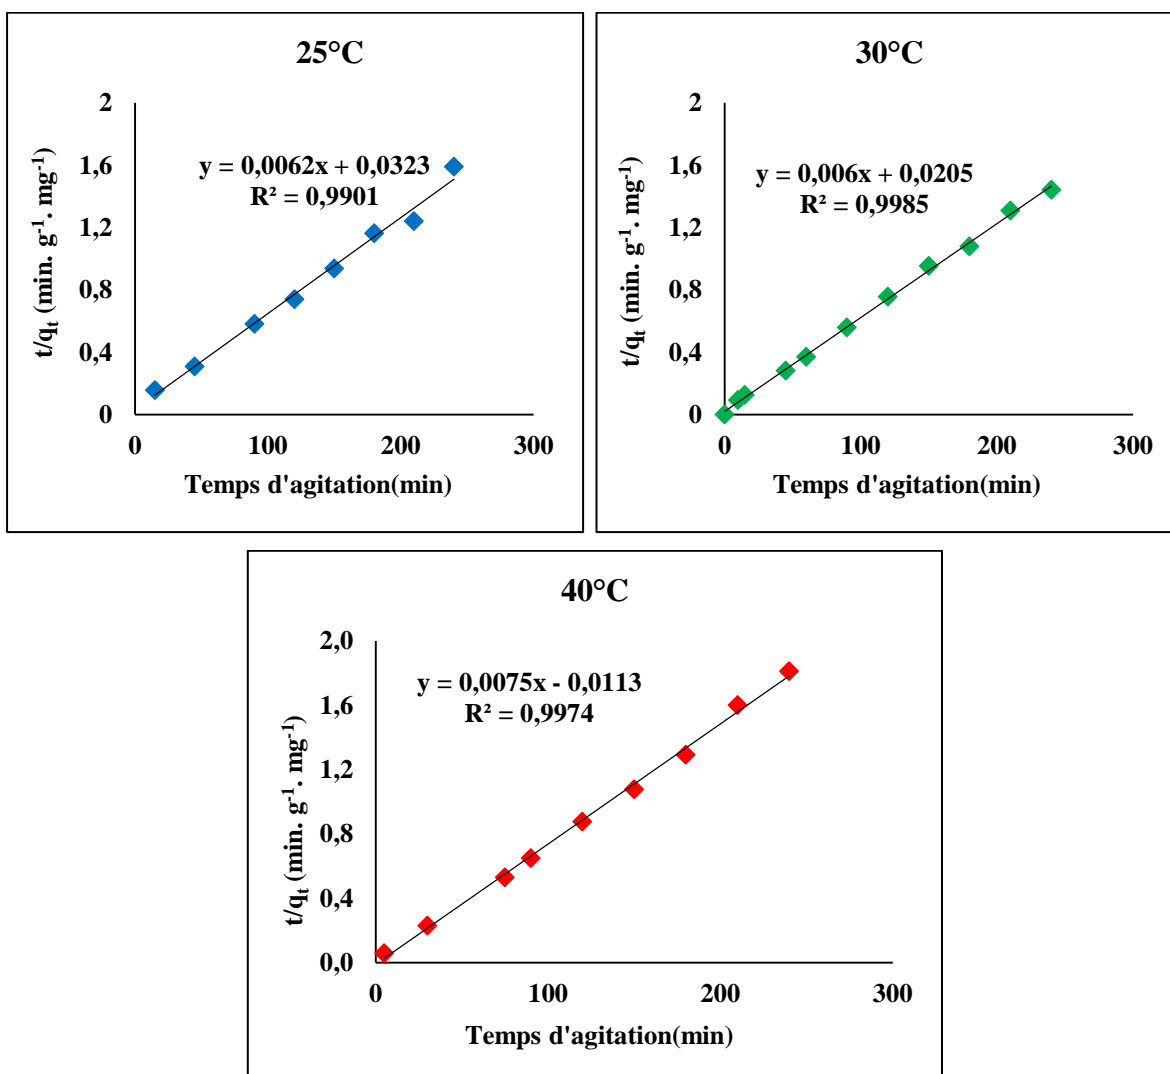 25°C
2
1,6
1,2
0,8
0,4
0
y = 0,0062x + 0,0323
R² = 0,9901
t/qt (min. g-1. mg-1)
0
100
200
300
Temps d'agitation(min)
30°C
2
1,6
1,2
0,8
0,4
0
y = 0,006x + 0,0205
R² = 0,9985
t/qt (min. g-1. mg-1)
0
100
200
300
Temps d'agitation(min)
40°C
2,0
1,6
1,2
0,8
0,4
0,0
y = 0,0075x - 0,0113
R² = 0,9974
t/qt (min. g-1. mg-1)
0
100
200
300
Temps d'agitation(min)